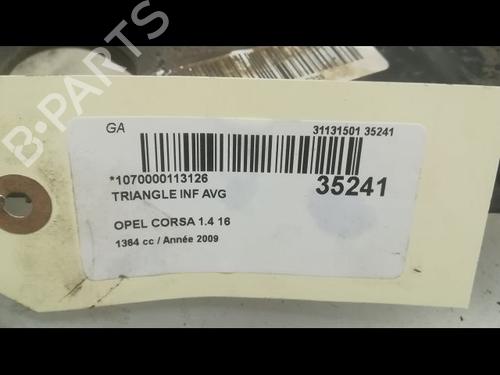 B-PARTS
GA
31131501 35241
*1070000113126
35241
TRIANGLE INF AVG
OPEL CORSA 1.4 16
1364 cc / Année 2009